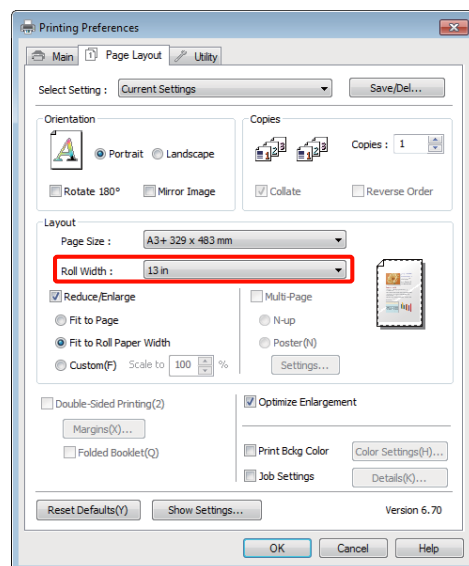 Printing Preferences
Main Page Layout Utility
Select Setting : Current Settings Save/Del...
Orientation Copies
Portrait Landscape Copies : 1
Rotate 180° Mirror Image Collate Reverse Order
Layout
Page Size : A3+ 329 x 483 mm
Roll Width : 13 in
Reduce/Enlarge Multi-Page
Fit to Page N-up
Fit to Roll Paper Width Poster(N)
Custom(F) Scale to 100 % Settings...
Double-Sided Printing(2) Optimize Enlargement
Margins(X)...
Folded Booklet(Q) Print Bckg Color Color Settings(H)...
Job Settings Details(K)...
Reset Defaults(Y) Show Settings... Version 6.70
OK Cancel Help